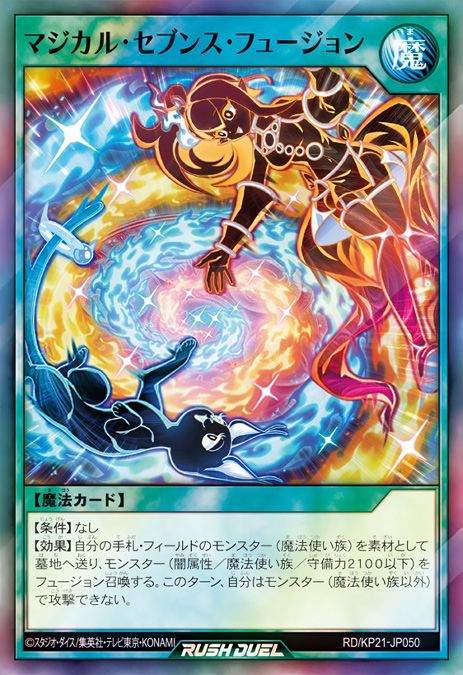 マジカル・セブンス・フュージョン
魔
ま
【魔法カード】
【条件】なし
【効果】自分の手札・フィールドのモンスター（魔法使い族）を素材として
墓地へ送り、モンスター（闇属性／魔法使い族／守備力2100以下）を
フュージョン召喚する。このターン、自分はモンスター（魔法使い族以外）
で攻撃できない。
©スタジオ・ダイス/集英社・テレビ東京・KONAMI
RUSH DUEL
RD/KP21-JP050